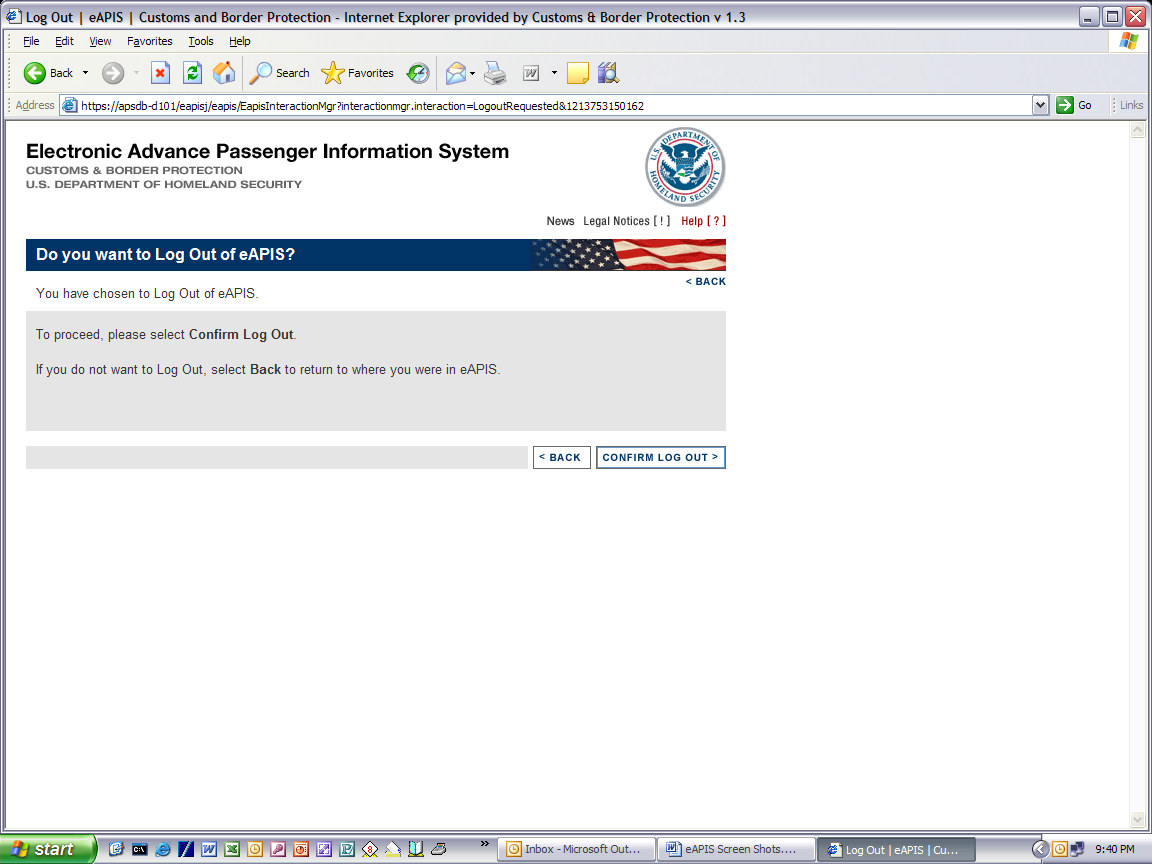 Log Out | eAPIS | Customs and Border Protection - Internet Explorer provided by Customs & Border Protection v 1.3
File Edit View Favorites Tools Help
Back Search Favorites
Address https://apsdb-d101/eapisj/eapis/EapisInteractionMgr?interactionmgr.interaction=LogoutRequested&1213753150162 Go Links
Electronic Advance Passenger Information System
CUSTOMS & BORDER PROTECTION
U.S. DEPARTMENT OF HOMELAND SECURITY
U.S. DEPARTMENT OF HOMELAND SECURITY
News Legal Notices [ ! ] Help [ ? ]
Do you want to Log Out of eAPIS?
< BACK
You have chosen to Log Out of eAPIS.
To proceed, please select Confirm Log Out.
If you do not want to Log Out, select Back to return to where you were in eAPIS.
< BACK CONFIRM LOG OUT >
start » Inbox - Microsoft Out... eAPIS Screen Shots.... Log Out | eAPIS | Cu... 9:40 PM